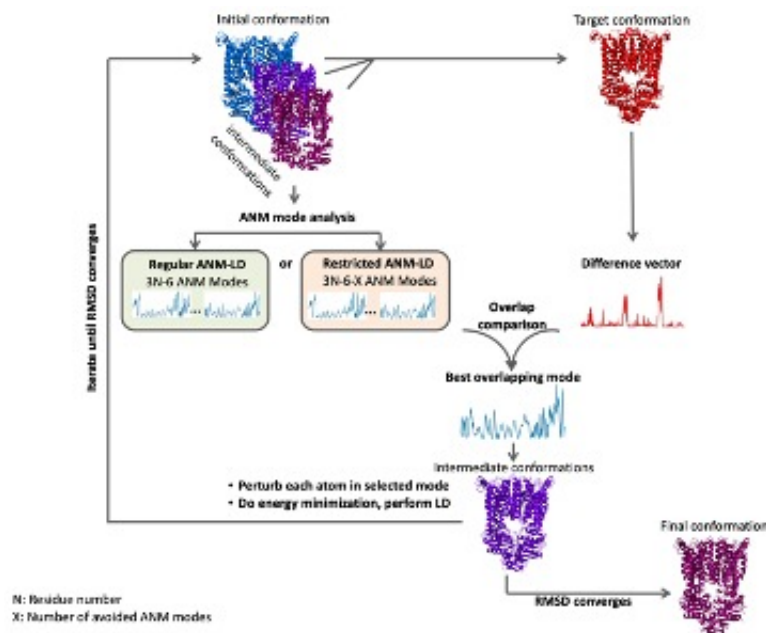 Initial conformation
Target conformation
intermediate
conformations
ANM mode analysis
Regular ANM-LD
3N-6 ANM Modes
...
or
Restricted ANM-LD
3N-6-X ANM Modes
...
Difference vector
Overlap
comparison
Best overlapping mode
Iterate until RMSD converges
Intermediate conformations
• Perturb each atom in selected mode
• Do energy minimization, perform LD
Final conformation
RMSD converges
N: Residue number
X: Number of avoided ANM modes